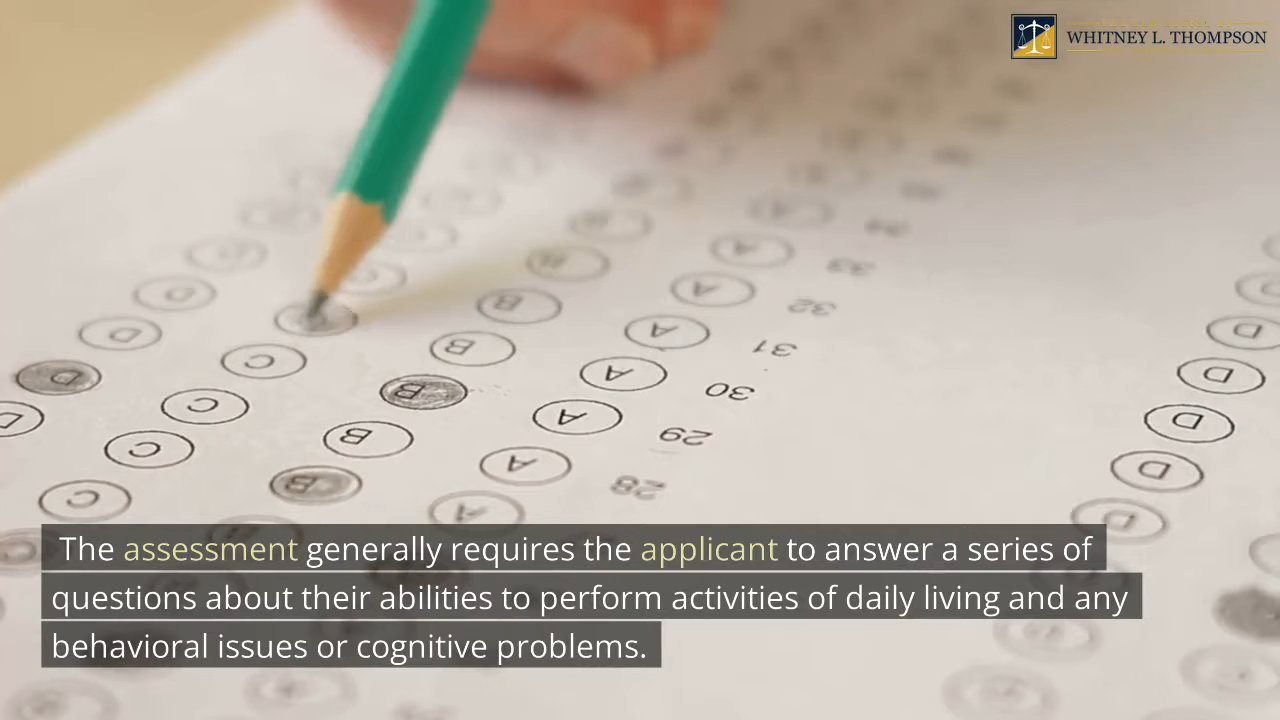 WHITNEY L. THOMPSON
28
29
30
31
32
33
A
A
A
A
A
A
A
B
B
B
B
B
B
C
C
C
C
D
D
D
D
D
D
D
D
The assessment generally requires the applicant to answer a series of
questions about their abilities to perform activities of daily living and any
behavioral issues or cognitive problems.